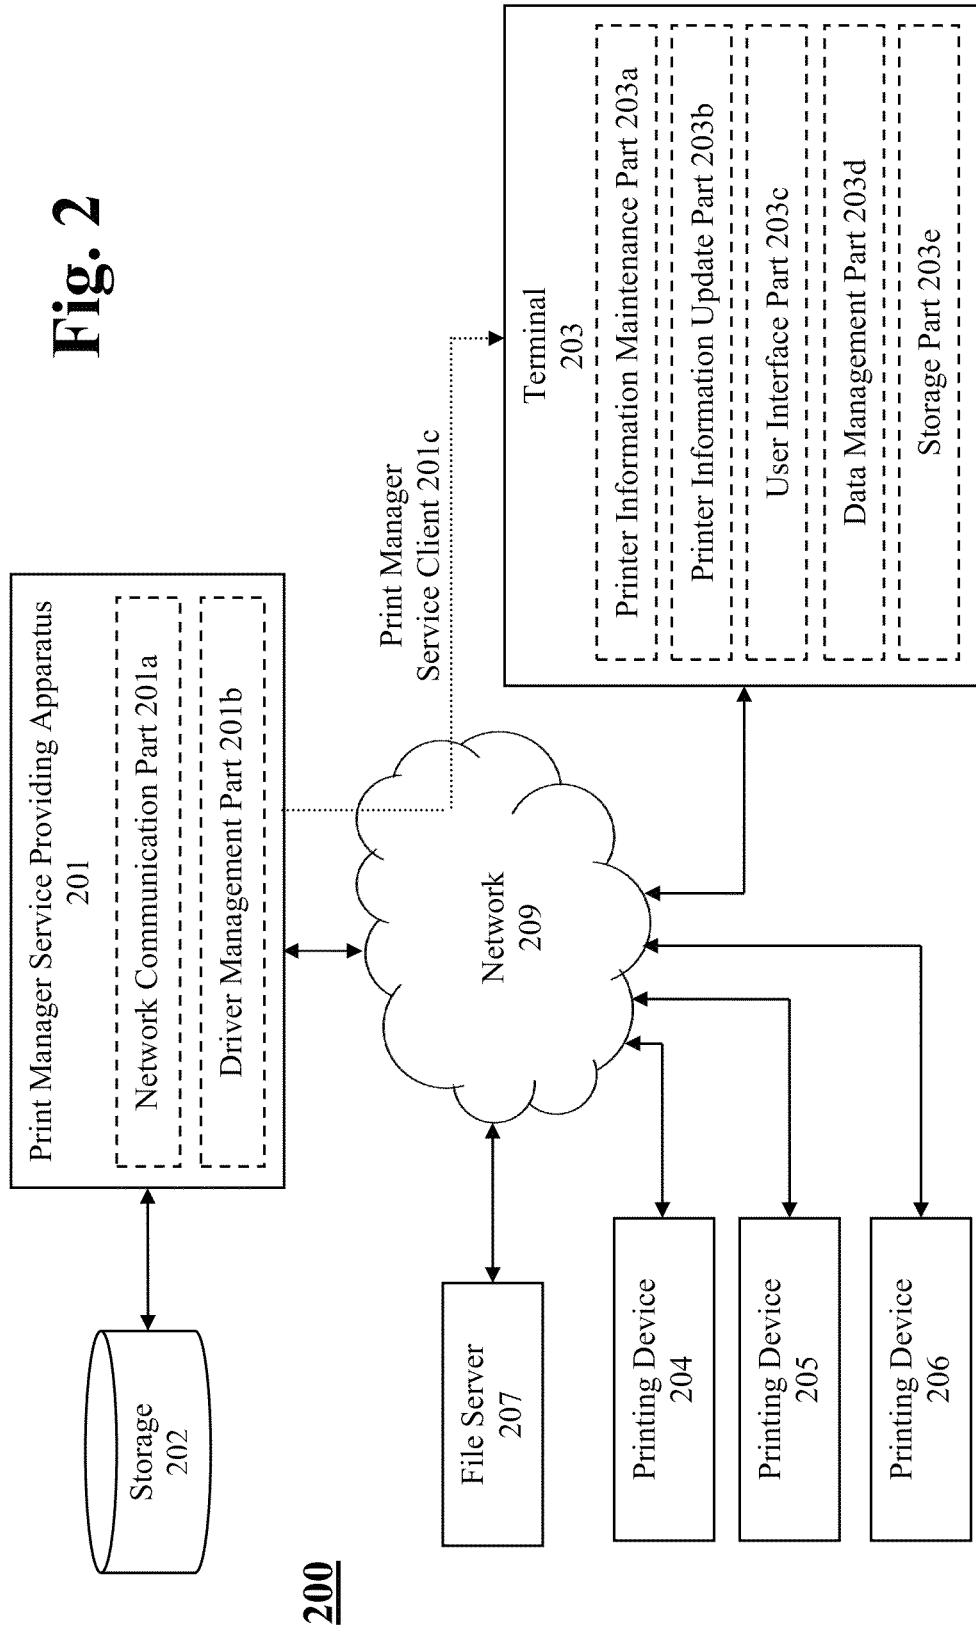 Fig. 2
200
Storage
202
Print Manager Service Providing Apparatus
201
Network Communication Part 201a
Driver Management Part 201b
Print Manager
Service Client 201c
File Server
207
Network
209
Terminal
203
Printer Information Maintenance Part 203a
Printer Information Update Part 203b
User Interface Part 203c
Data Management Part 203d
Storage Part 203e
Printing Device
204
Printing Device
205
Printing Device
206